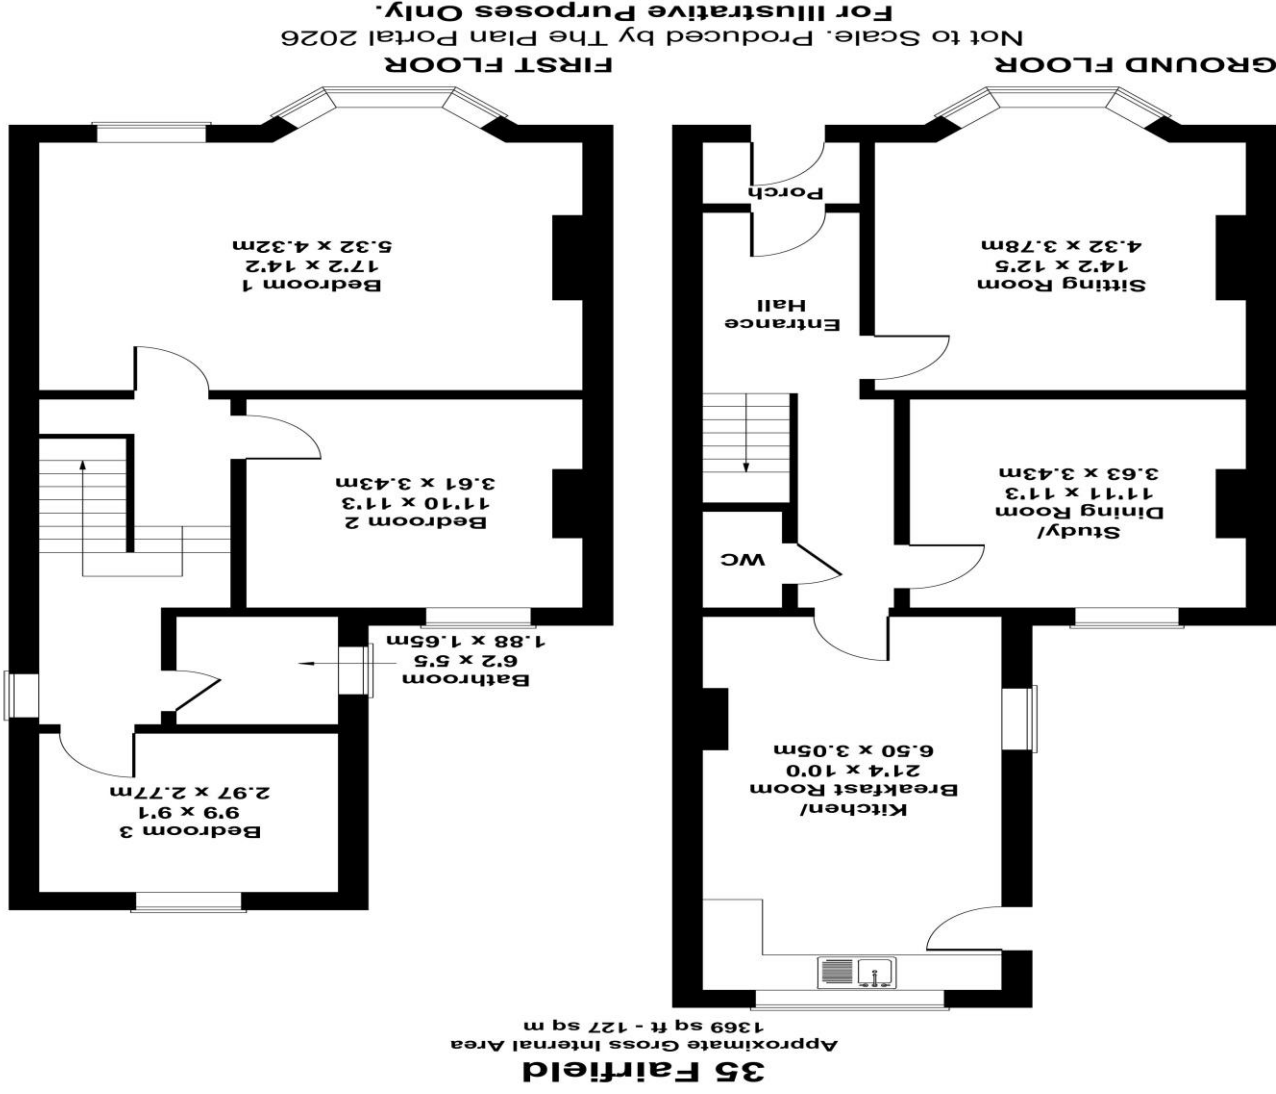 35 Fairfield
Approximate Gross Internal Area
1369 sq ft - 127 sq m
Kitchen/
Breakfast Room
21'4 x 10'0
6.50 x 3.05m
WC
Study/
Dining Room
11'11 x 11'3
3.63 x 3.43m
Entrance
Hall
Sitting Room
14'2 x 12'5
4.32 x 3.78m
Porch
GROUND FLOOR
Bedroom 3
9'9 x 9'1
2.97 x 2.77m
Bathroom
6'2 x 5'5
1.88 x 1.65m
Bedroom 2
11'10 x 11'3
3.61 x 3.43m
Bedroom 1
17'2 x 14'2
5.32 x 4.32m
FIRST FLOOR
Not to Scale. Produced by The Plan Portal 2026
For Illustrative Purposes Only.